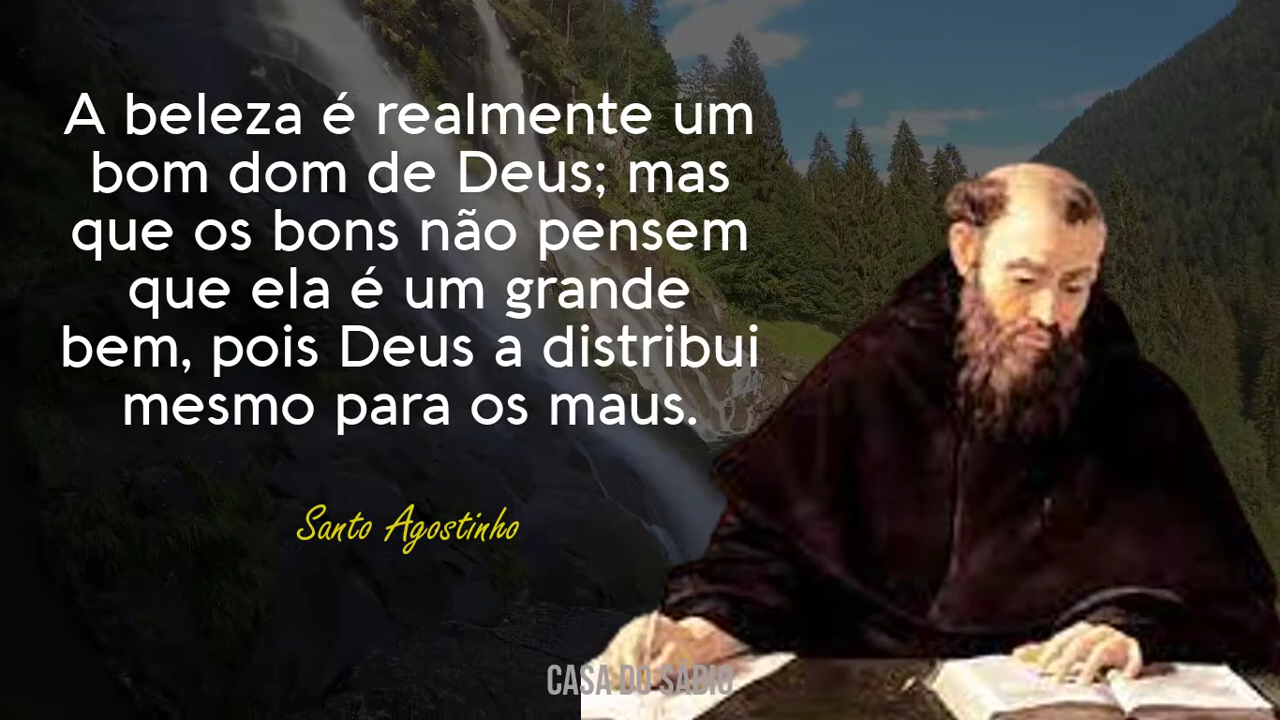 A beleza é realmente um
bom dom de Deus; mas
que os bons não pensem
que ela é um grande
bem, pois Deus a distribui
mesmo para os maus.
Santo Agostinho
CASA DO SÁBIO